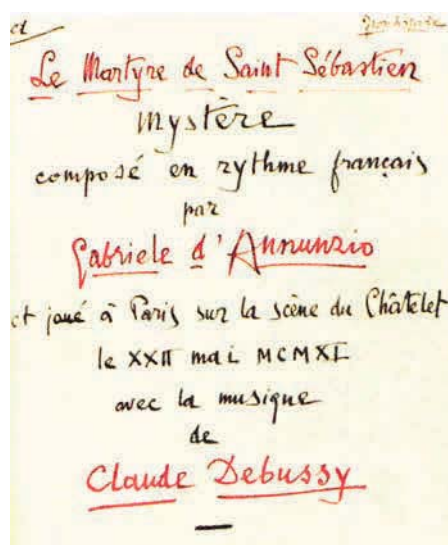 et
Le Martyre de Saint Sébastien
mystère
composé en rythme français
par
Gabriele d'Annunzio
et joué à Paris sur la scène du Châtelet
le XXII mai MCMXI
avec la musique
de
Claude Debussy